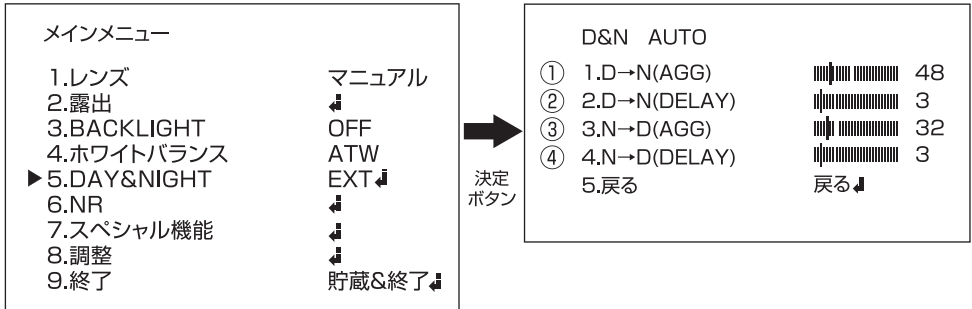 メインメニュー
1.レンズ マニュアル
2.露出 ↲
3.BACKLIGHT OFF
4.ホワイトバランス ATW
▶5.DAY&NIGHT EXT↲
6.NR ↲
7.スペシャル機能 ↲
8.調整 ↲
9.終了 貯蔵&終了↲
決定
ボタン
D&N AUTO
① 1.D→N(AGG) 48
② 2.D→N(DELAY) 3
③ 3.N→D(AGG) 32
④ 4.N→D(DELAY) 3
5.戻る 戻る↲